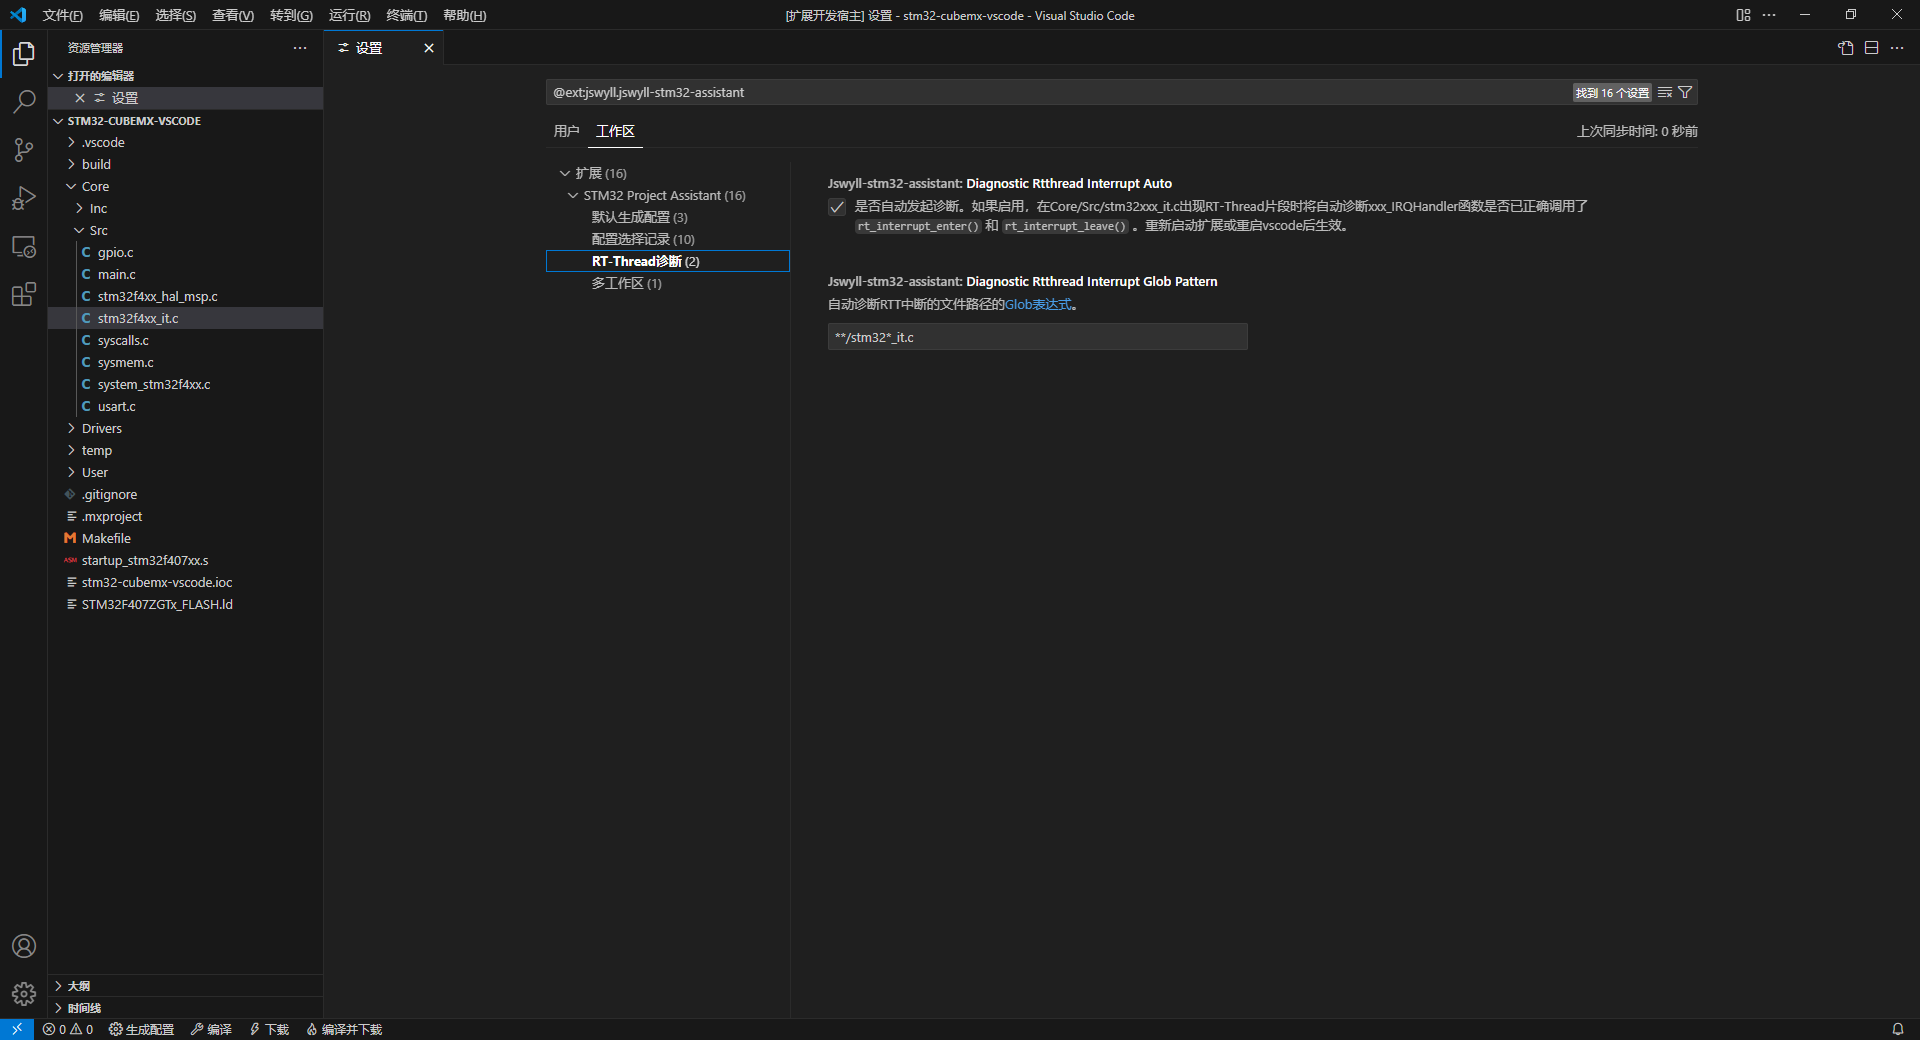 文件(F) 编辑(E) 选择(S) 查看(V) 转到(G) 运行(R) 终端(T) 帮助(H)
[扩展开发宿主] 设置 - stm32-cubemx-vscode - Visual Studio Code
资源管理器
打开的编辑器
设置
STM32-CUBEMX-VSCODE
.vscode
build
Core
Inc
Src
C gpio.c
C main.c
C stm32f4xx_hal_msp.c
C stm32f4xx_it.c
C syscalls.c
C sysmem.c
C system_stm32f4xx.c
C usart.c
Drivers
temp
User
.gitignore
.mxproject
M Makefile
ASM startup_stm32f407xx.s
stm32-cubemx-vscode.ioc
STM32F407ZGTx_FLASH.ld
大纲
时间线
设置
@ext:jswyll.jswyll-stm32-assistant
找到 16 个设置
用户 工作区
上次同步时间: 0 秒前
扩展 (16)
STM32 Project Assistant (16)
默认生成配置 (3)
配置选择记录 (10)
RT-Thread诊断 (2)
多工作区 (1)
Jswyll-stm32-assistant: Diagnostic Rtthread Interrupt Auto
是否自动发起诊断。如果启用，在Core/Src/stm32xxx_it.c出现RT-Thread片段时将自动诊断xxx_IRQHandler函数是否已正确调用了
rt_interrupt_enter() 和 rt_interrupt_leave() 。重新启动扩展或重启vscode后生效。
Jswyll-stm32-assistant: Diagnostic Rtthread Interrupt Glob Pattern
自动诊断RTT中断的文件路径的Glob表达式。
**/stm32*_it.c
0 0 生成配置 编译 下载 编译并下载